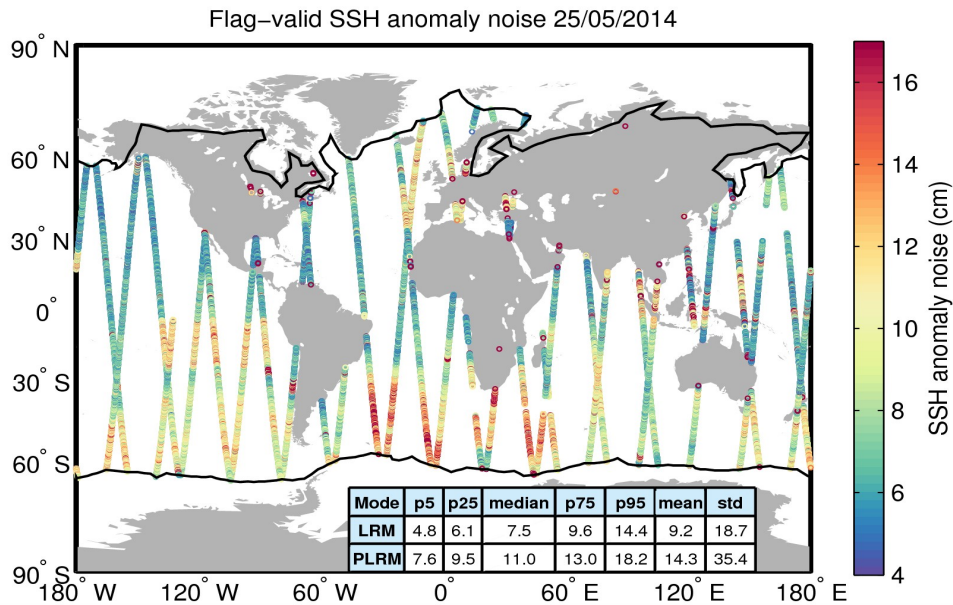 Flag−valid SSH anomaly noise 25/05/2014
90° N
60° N
30° N
0°
30° S
60° S
90° S
180° W
120° W
60° W
0°
60° E
120° E
180° E
Mode p5 p25 median p75 p95 mean std
LRM 4.8 6.1 7.5 9.6 14.4 9.2 18.7
PLRM 7.6 9.5 11.0 13.0 18.2 14.3 35.4
16
14
12
10
8
6
4
SSH anomaly noise (cm)